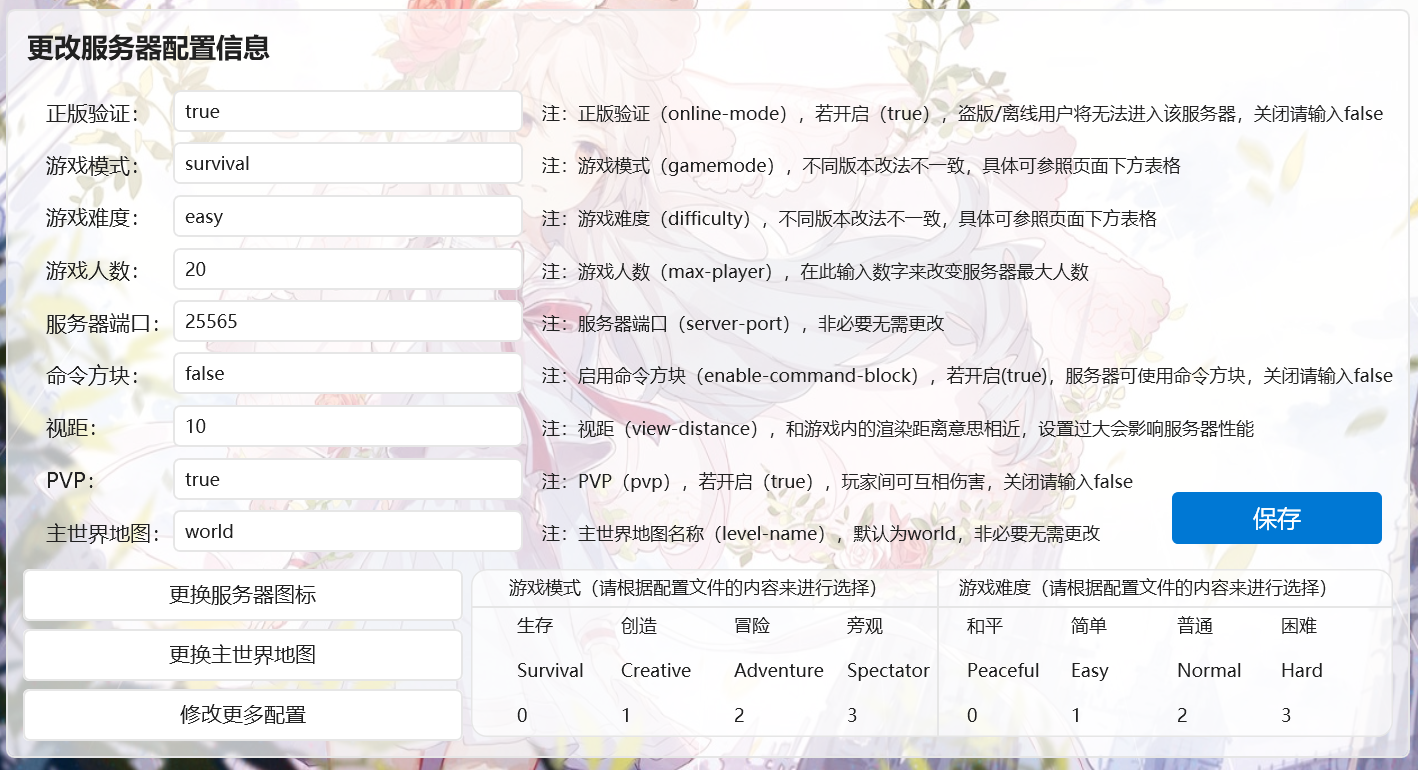 更改服务器配置信息
正版验证： true 注：正版验证（online-mode），若开启（true），盗版/离线用户将无法进入该服务器，关闭请输入false
游戏模式： survival 注：游戏模式（gamemode），不同版本改法不一致，具体可参照页面下方表格
游戏难度： easy 注：游戏难度（difficulty），不同版本改法不一致，具体可参照页面下方表格
游戏人数： 20 注：游戏人数（max-player），在此输入数字来改变服务器最大人数
服务器端口： 25565 注：服务器端口（server-port），非必要无需更改
命令方块： false 注：启用命令方块（enable-command-block），若开启(true)，服务器可使用命令方块，关闭请输入false
视距： 10 注：视距（view-distance），和游戏内的渲染距离意思相近，设置过大会影响服务器性能
PVP： true 注：PVP（pvp），若开启（true），玩家间可互相伤害，关闭请输入false
主世界地图： world 注：主世界地图名称（level-name），默认为world，非必要无需更改
保存
更换服务器图标
更换主世界地图
修改更多配置
游戏模式（请根据配置文件的内容来进行选择） 游戏难度（请根据配置文件的内容来进行选择）
生存 创造 冒险 旁观 和平 简单 普通 困难
Survival Creative Adventure Spectator Peaceful Easy Normal Hard
0 1 2 3 0 1 2 3